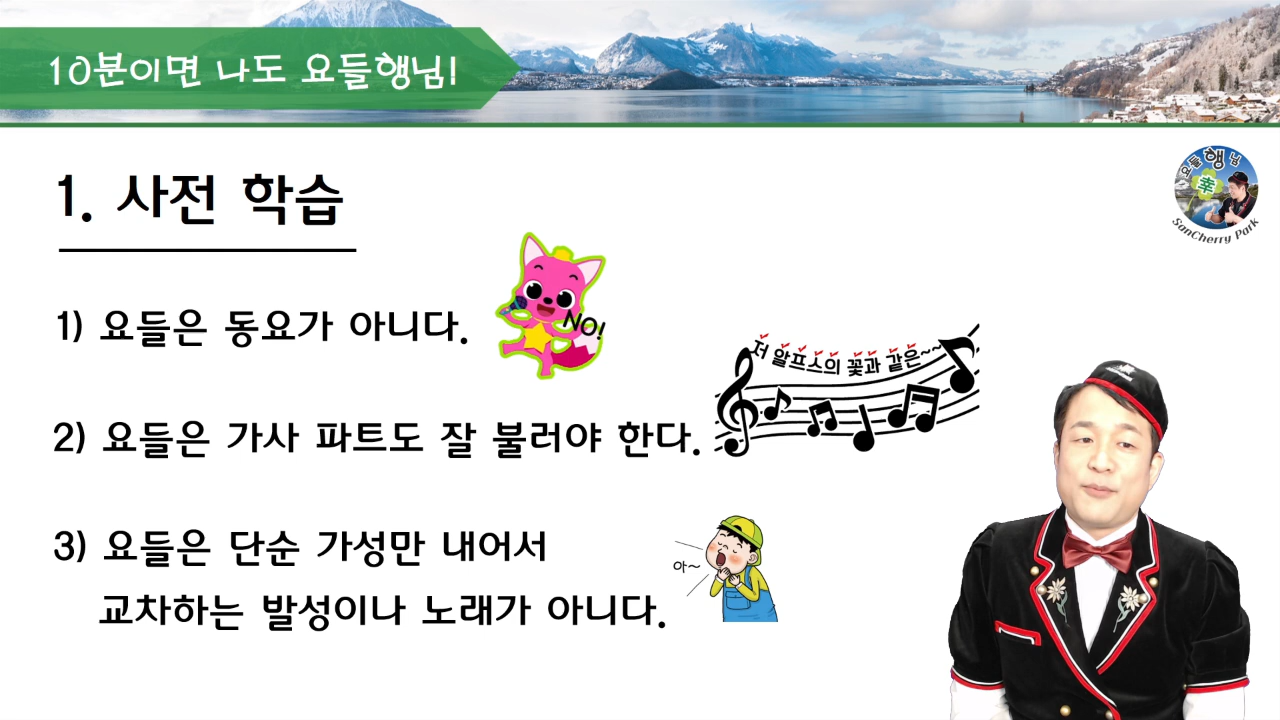 10분이면 나도 요들행님!
요들행님
幸
SanCherry Park
1. 사전 학습
1) 요들은 동요가 아니다.
NO!
저 알프스의 꽃과 같은~~
2) 요들은 가사 파트도 잘 불러야 한다.
3) 요들은 단순 가성만 내어서
아~
교차하는 발성이나 노래가 아니다.